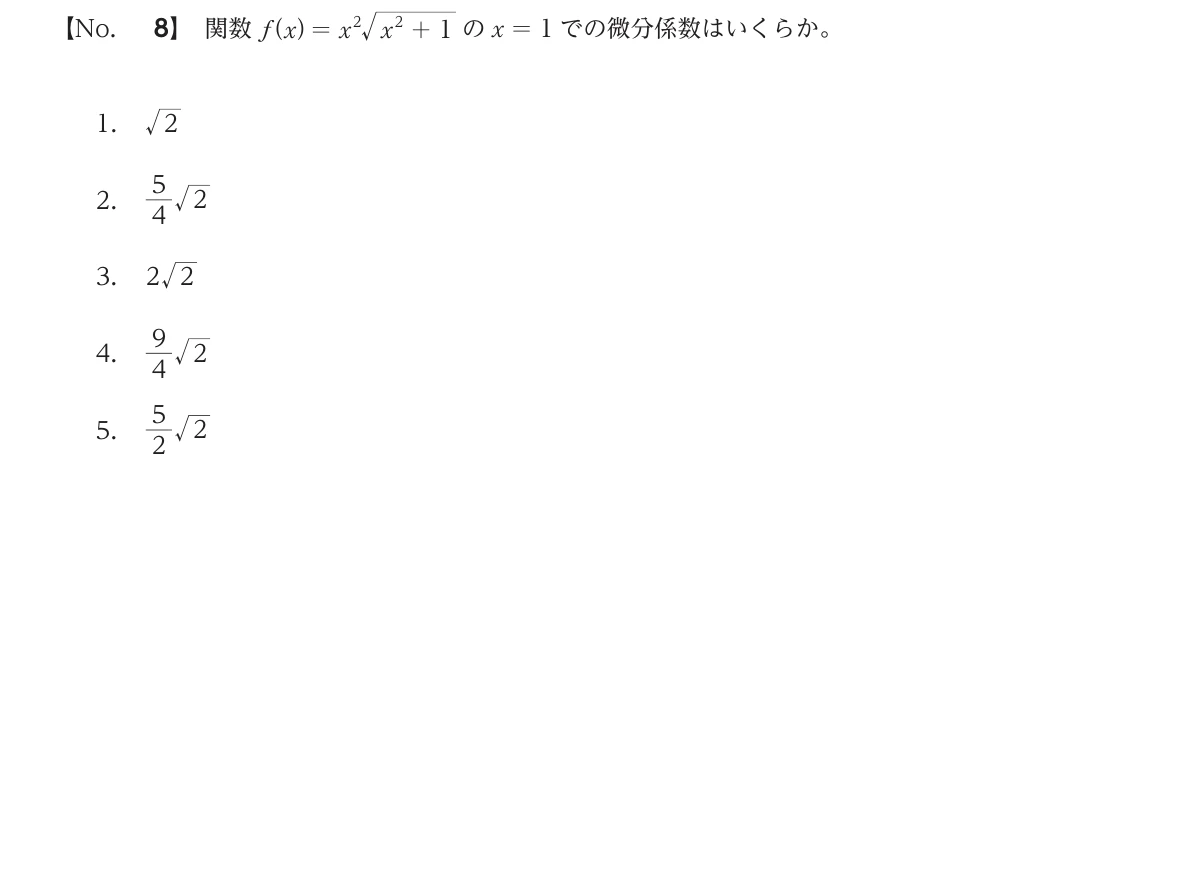 【No. 8】 関数 f(x) = x²√(x² + 1) の x = 1 での微分係数はいくらか。
1. √2
2. 5/4 √2
3. 2√2
4. 9/4 √2
5. 5/2 √2